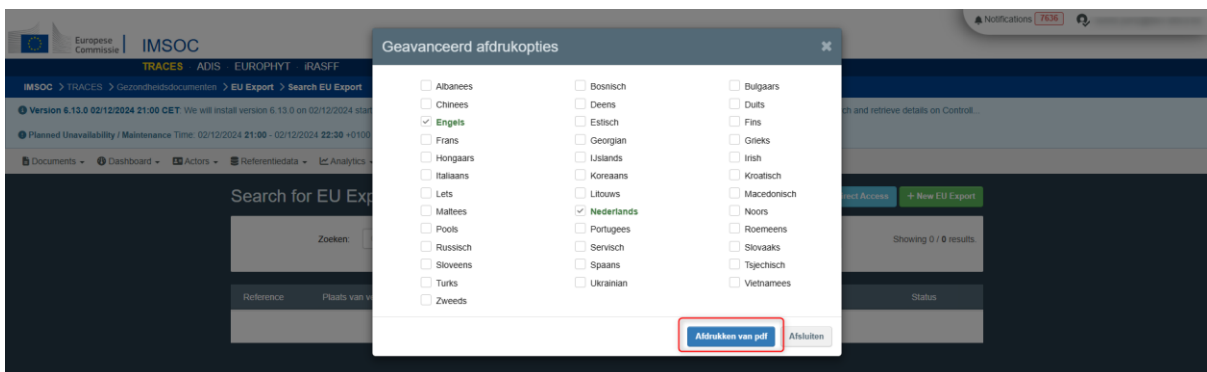 Notifications 7636
Europese
Commissie
IMSOC
TRACES ADIS EUROPHYT iRASFF
IMSOC > TRACES > Gezondheidsdocumenten > EU Export > Search EU Export
Version 6.13.0 02/12/2024 21:00 CET: We will install version 6.13.0 on 02/12/2024 star
ch and retrieve details on Controll...
Planned Unavailability / Maintenance Time: 02/12/2024 21:00 - 02/12/2024 22:30 +0100
Documents Dashboard Actors Referentiedata Analytics
Search for EU Exp
rect Access + New EU Export
Zoeken:
Showing 0 / 0 results.
Reference Plaats van v Status
Geavanceerd afdrukopties ×
Albanees Bosnisch Bulgaars
Chinees Deens Duits
Engels Estisch Fins
Frans Georgian Grieks
Hongaars IJslands Irish
Italiaans Koreaans Kroatisch
Lets Litouws Macedonisch
Maltees Nederlands Noors
Pools Portugees Roemeens
Russisch Servisch Slovaaks
Sloveens Spaans Tsjechisch
Turks Ukrainian Vietnamees
Zweeds
Afdrukken van pdf Afsluiten